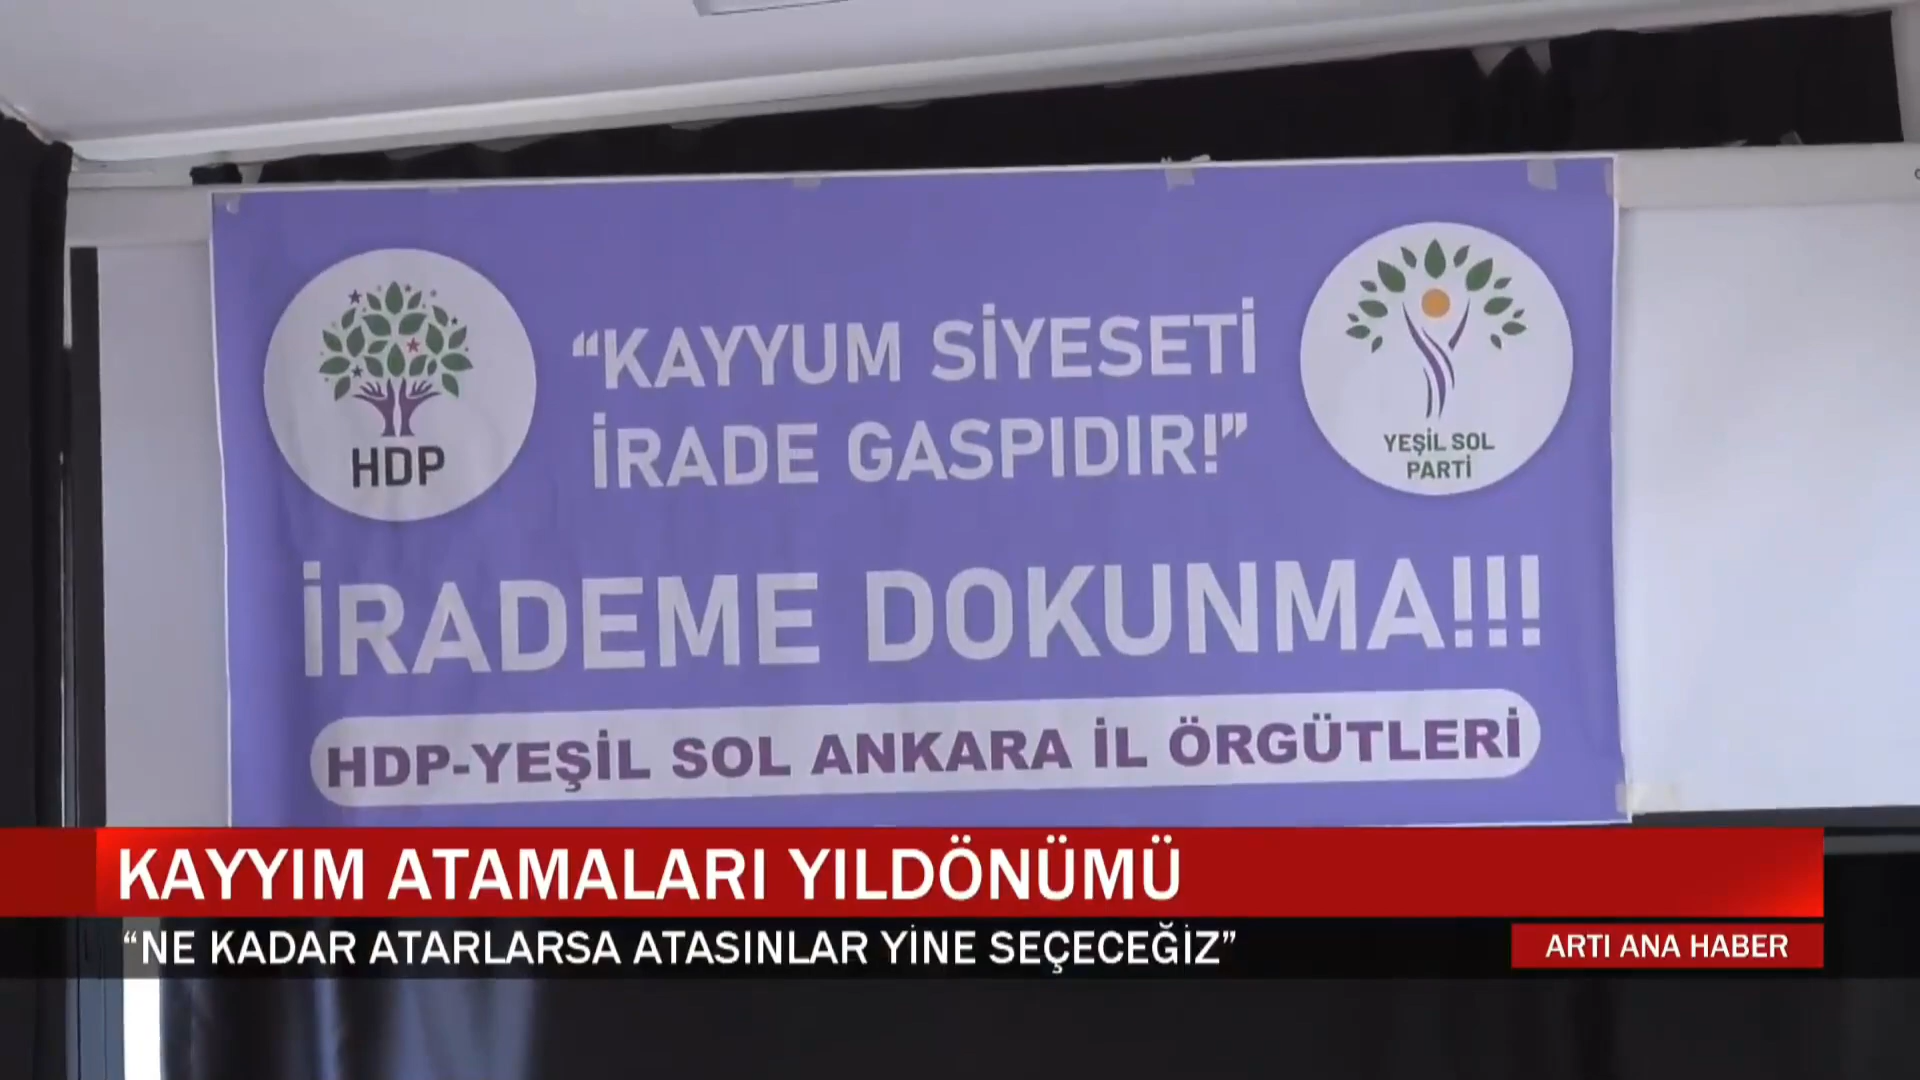 “KAYYUM SİYESETİ
İRADE GASPIDIR!”
HDP
YEŞİL SOL
PARTİ
İRADEME DOKUNMA!!!
HDP-YEŞİL SOL ANKARA İL ÖRGÜTLERİ
KAYYIM ATAMALARI YILDÖNÜMÜ
“NE KADAR ATARLARSA ATASINLAR YİNE SEÇECEĞİZ”
ARTI ANA HABER